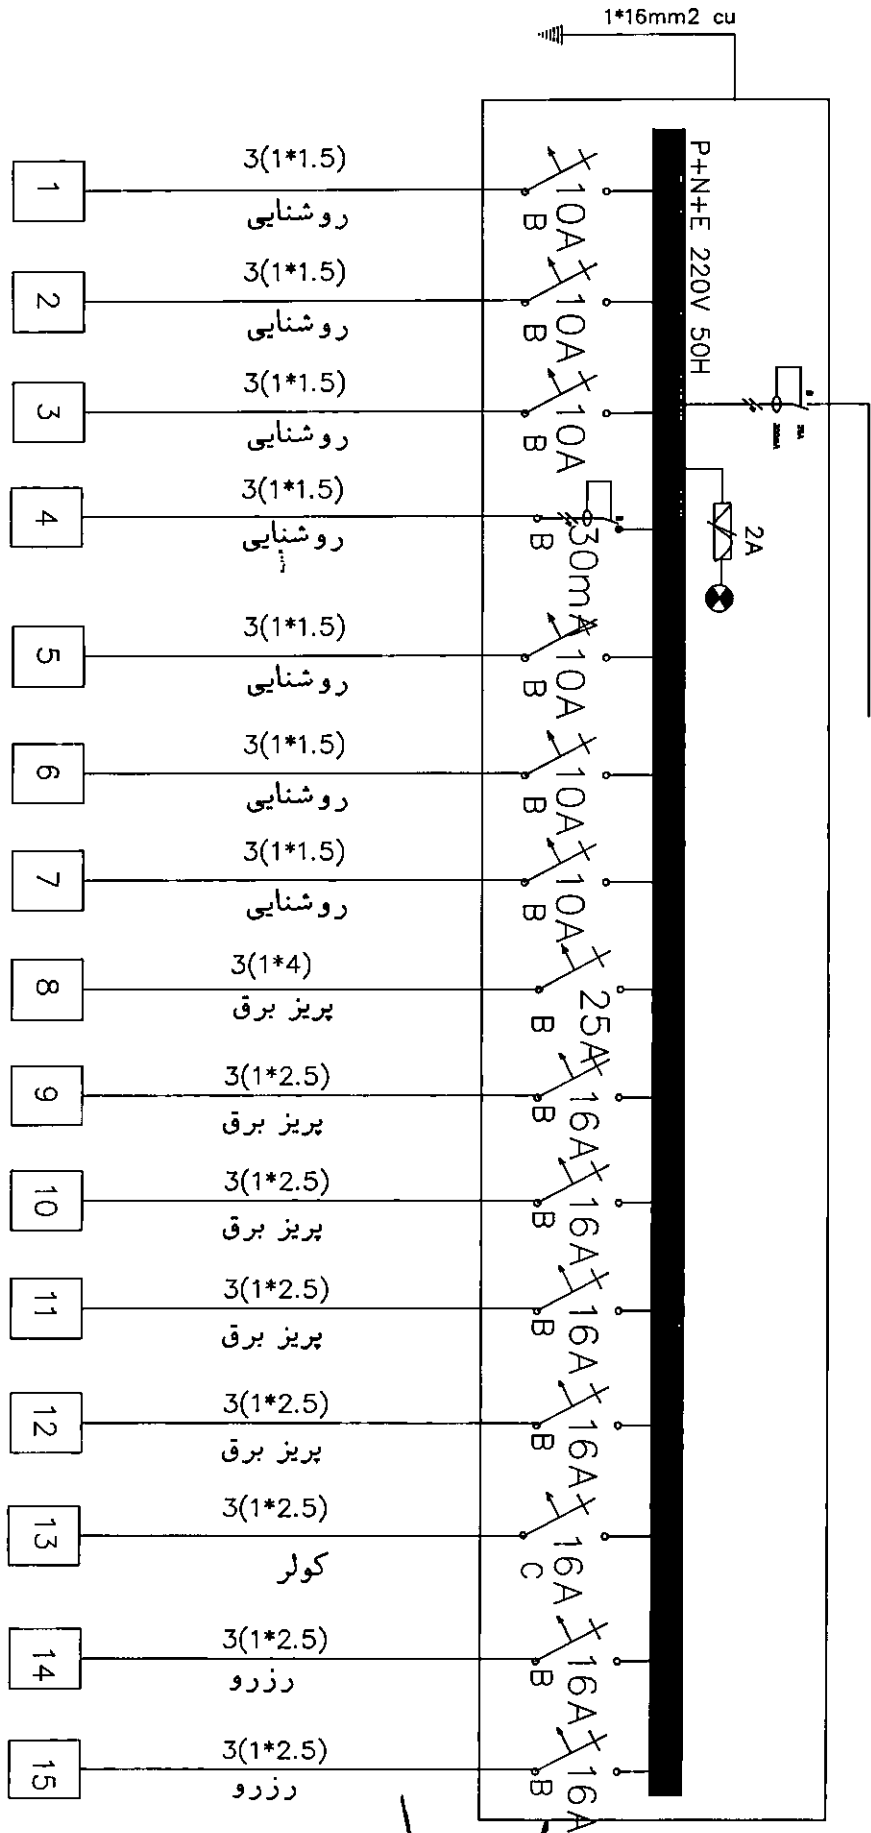 1*16mm2 cu
P+N+E 220V 50H
2A
1
3(1*1.5)
روشنایی
10A
B
2
3(1*1.5)
روشنایی
10A
B
3
3(1*1.5)
روشنایی
10A
B
4
3(1*1.5)
روشنایی
30mA
B
5
3(1*1.5)
روشنایی
10A
B
6
3(1*1.5)
روشنایی
10A
B
7
3(1*1.5)
روشنایی
10A
B
8
3(1*4)
پریز برق
25A
B
9
3(1*2.5)
پریز برق
16A
B
10
3(1*2.5)
پریز برق
16A
B
11
3(1*2.5)
پریز برق
16A
B
12
3(1*2.5)
پریز برق
16A
B
13
3(1*2.5)
کولر
16A
C
14
3(1*2.5)
رزرو
16A
B
15
3(1*2.5)
رزرو
16A
B